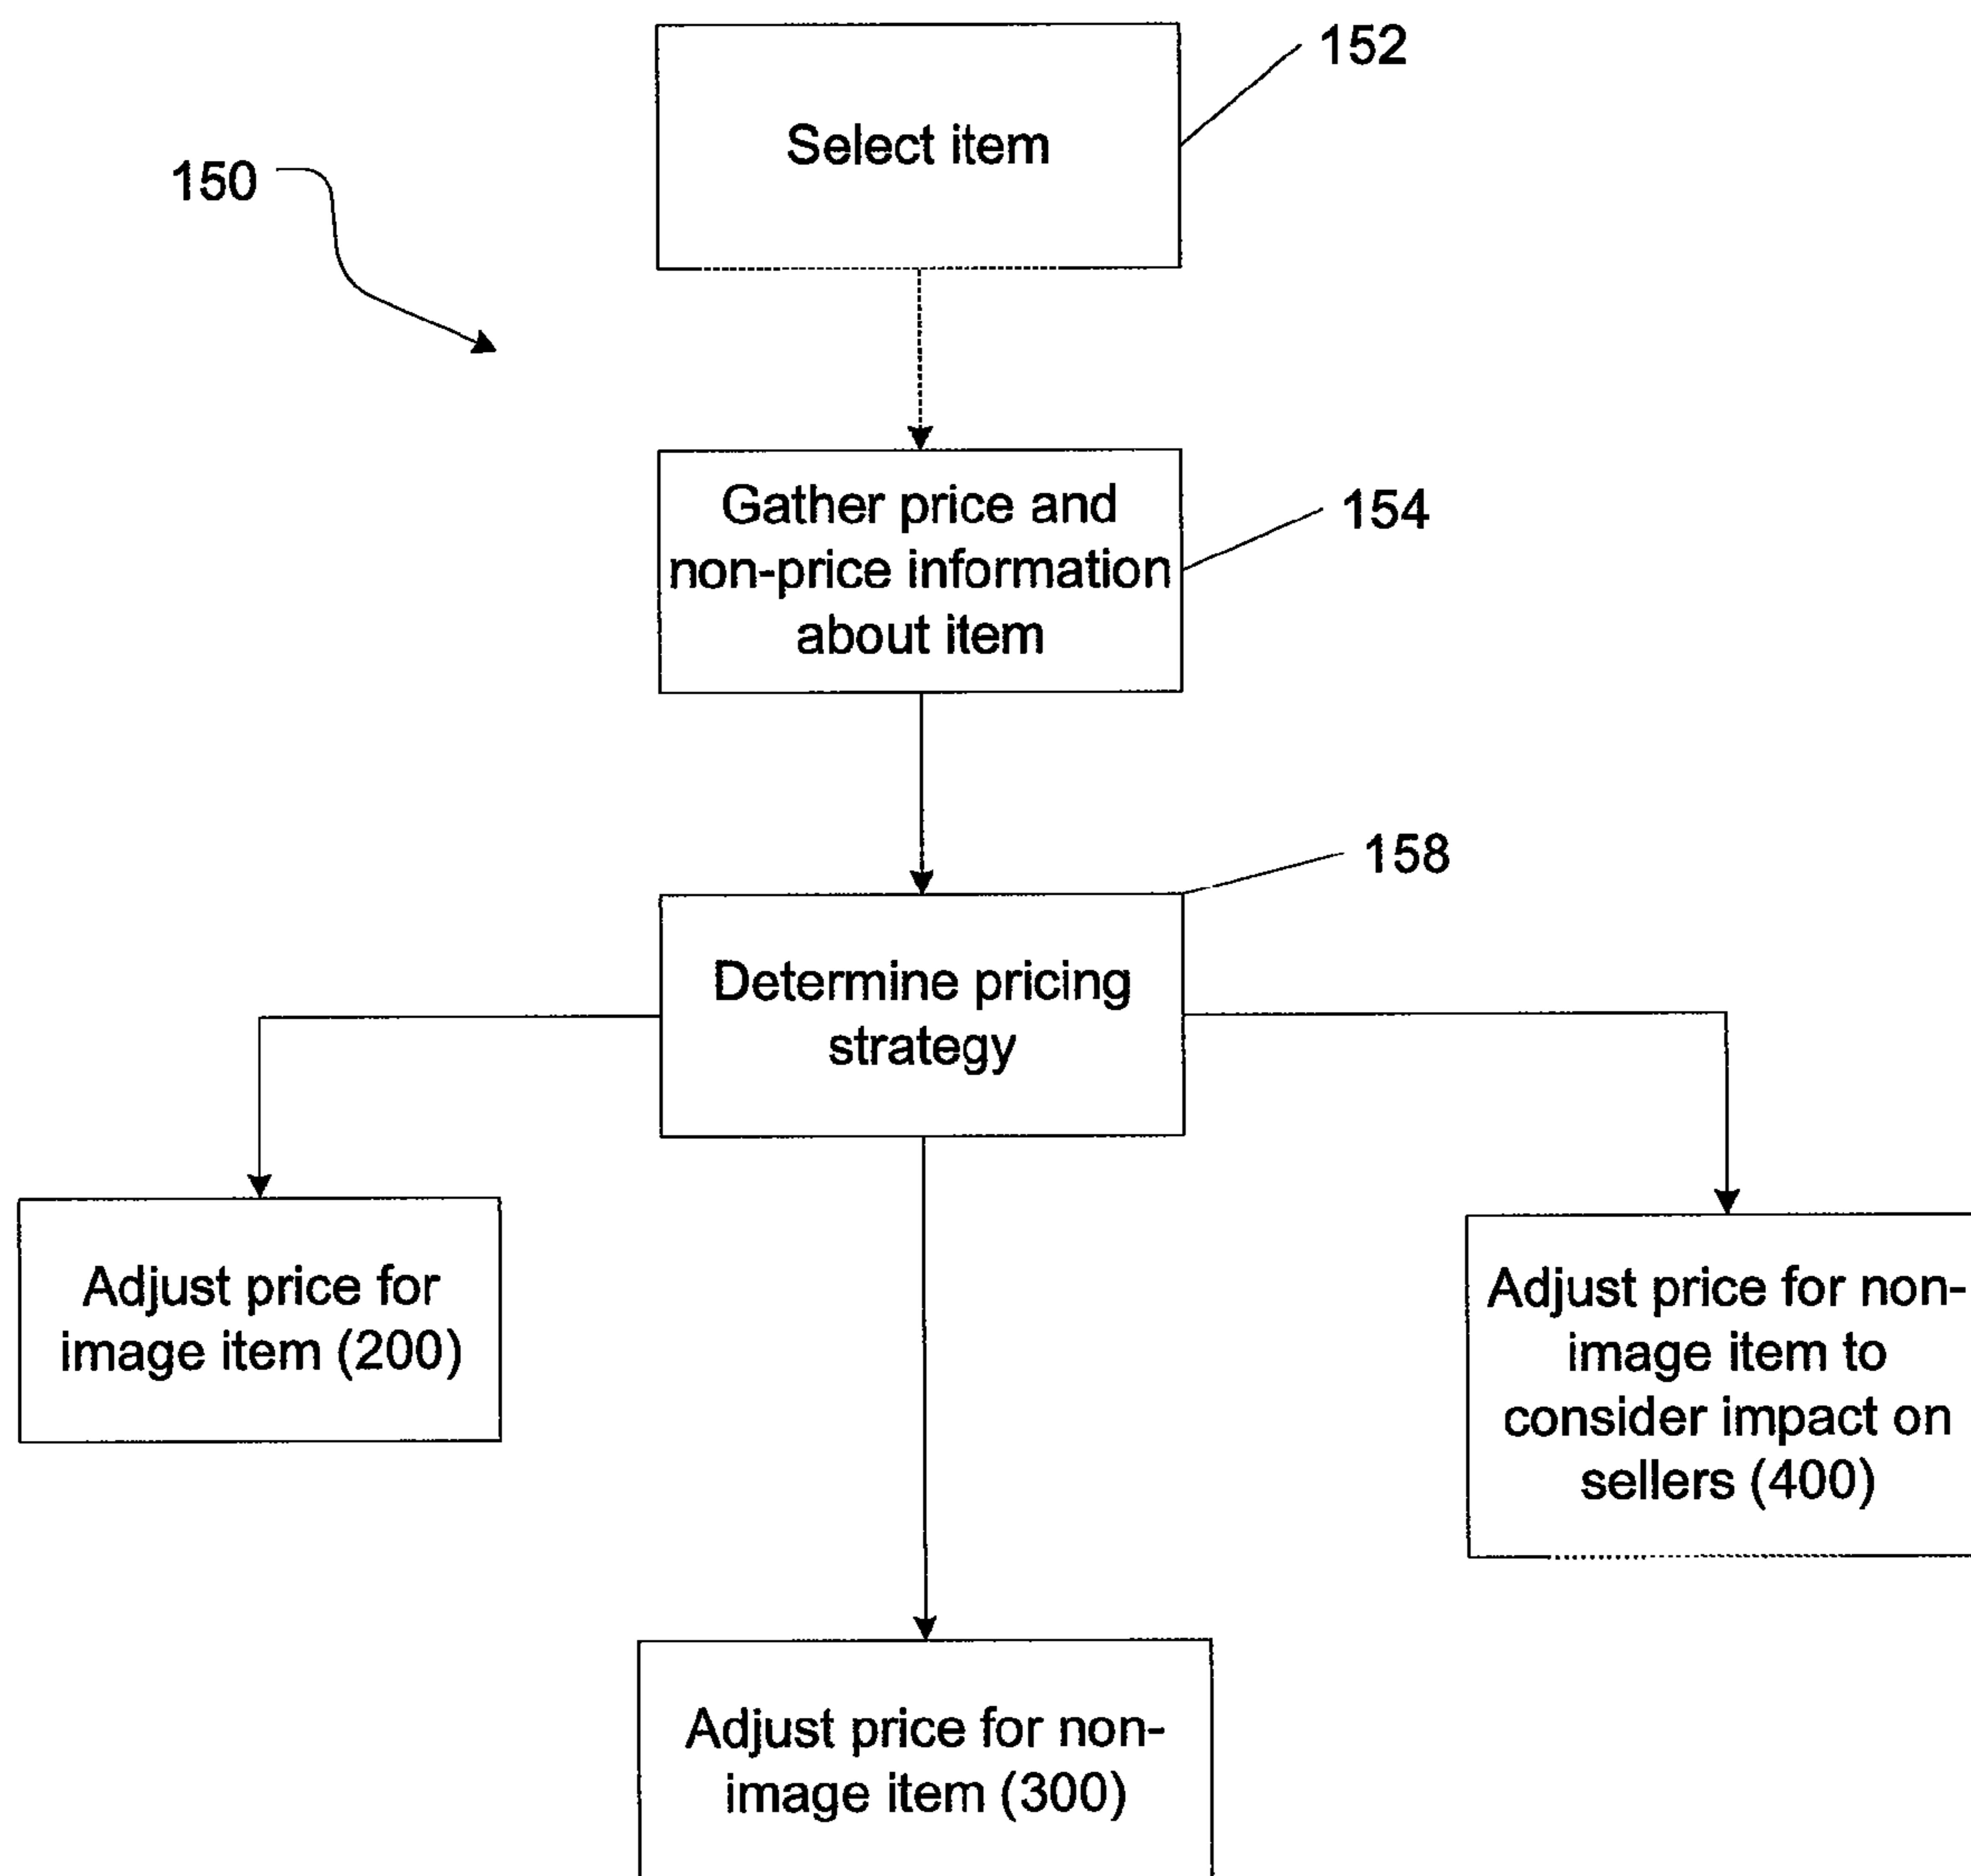 152
Select item
150
Gather price and
non-price information
about item
154
158
Determine pricing
strategy
Adjust price for
image item (200)
Adjust price for non-
image item to
consider impact on
sellers (400)
Adjust price for non-
image item (300)